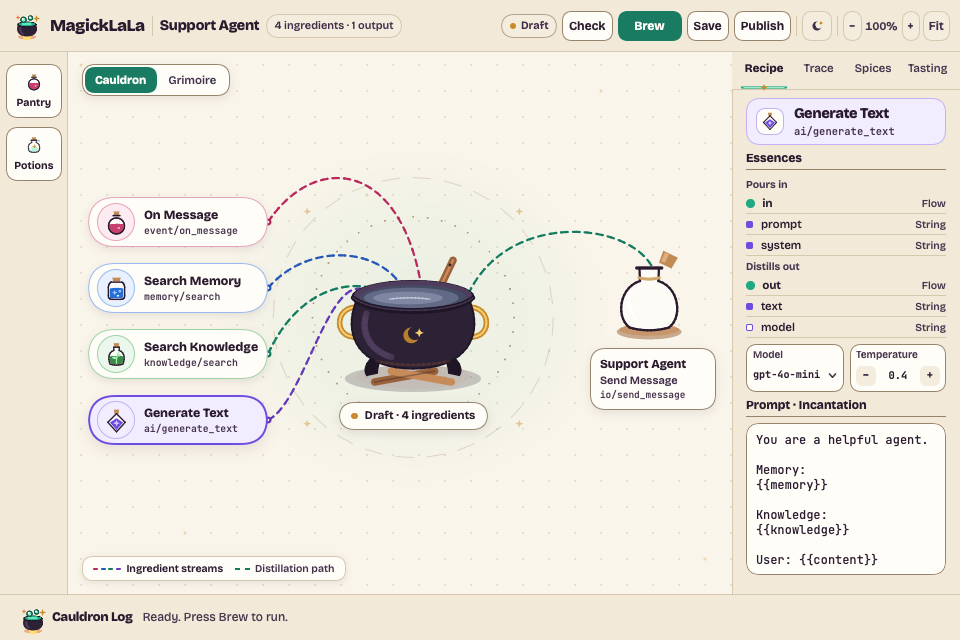 MagickLaLa
Support Agent
4 ingredients · 1 output
Draft
Check
Brew
Save
Publish
− 100% +
Fit
Pantry
Potions
Cauldron
Grimoire
On Message
event/on_message
Search Memory
memory/search
Search Knowledge
knowledge/search
Generate Text
ai/generate_text
Draft · 4 ingredients
Support Agent
Send Message
io/send_message
Ingredient streams
Distillation path
Recipe
Trace
Spices
Tasting
Generate Text
ai/generate_text
Essences
Pours in
in Flow
prompt String
system String
Distills out
out Flow
text String
model String
Model
gpt-4o-mini
Temperature
− 0.4 +
Prompt · Incantation
You are a helpful agent.
Memory:
{{memory}}
Knowledge:
{{knowledge}}
User: {{content}}
Cauldron Log
Ready. Press Brew to run.